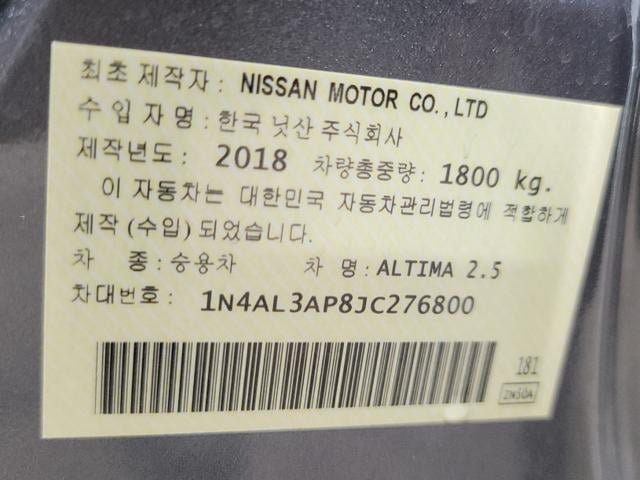 최초 제작자 : NISSAN MOTOR CO.,LTD
수 입 자 명 : 한국 닛산 주식회사
제작년도 : 2018 차량총중량: 1800 kg.
이 자동차는 대한민국 자동차관리법령에 적합하게
제작 (수입) 되었습니다.
차 종 : 승용차 차 명 : ALTIMA 2.5
차대번호 : 1N4AL3AP8JC276800
181
ZN50A